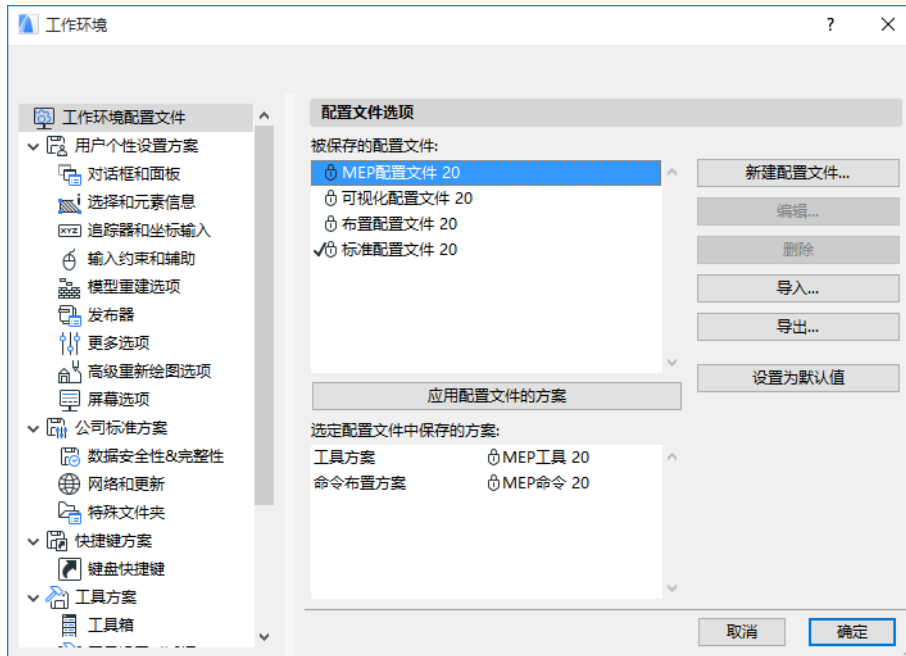 工作环境
?
工作环境配置文件
用户个性设置方案
对话框和面板
选择和元素信息
追踪器和坐标输入
输入约束和辅助
模型重建选项
发布器
更多选项
高级重新绘图选项
屏幕选项
公司标准方案
数据安全性&完整性
网络和更新
特殊文件夹
快捷键方案
键盘快捷键
工具方案
工具箱
配置文件选项
被保存的配置文件:
MEP配置文件 20
可视化配置文件 20
布置配置文件 20
标准配置文件 20
新建配置文件...
编辑...
删除
导入...
导出...
设置为默认值
应用配置文件的方案
选定配置文件中保存的方案:
工具方案 MEP工具 20
命令布置方案 MEP命令 20
取消
确定